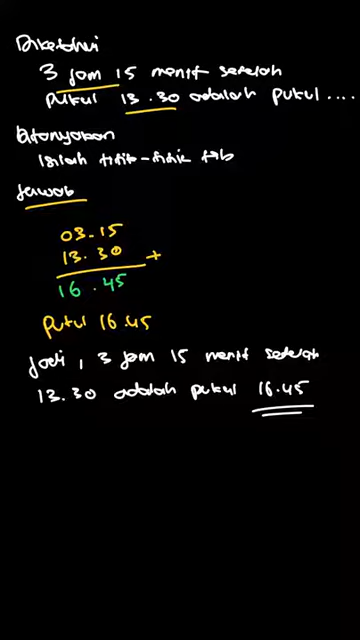 Diketahui
3 jam 15 menit setelah
pukul 13.30 adalah pukul ....
Ditanyakan
Isilah titik-titik tsb
Jawab
03.15
13.30 +
16.45
pukul 16.45
Jadi, 3 jam 15 menit setelah
13.30 adalah pukul 16.45